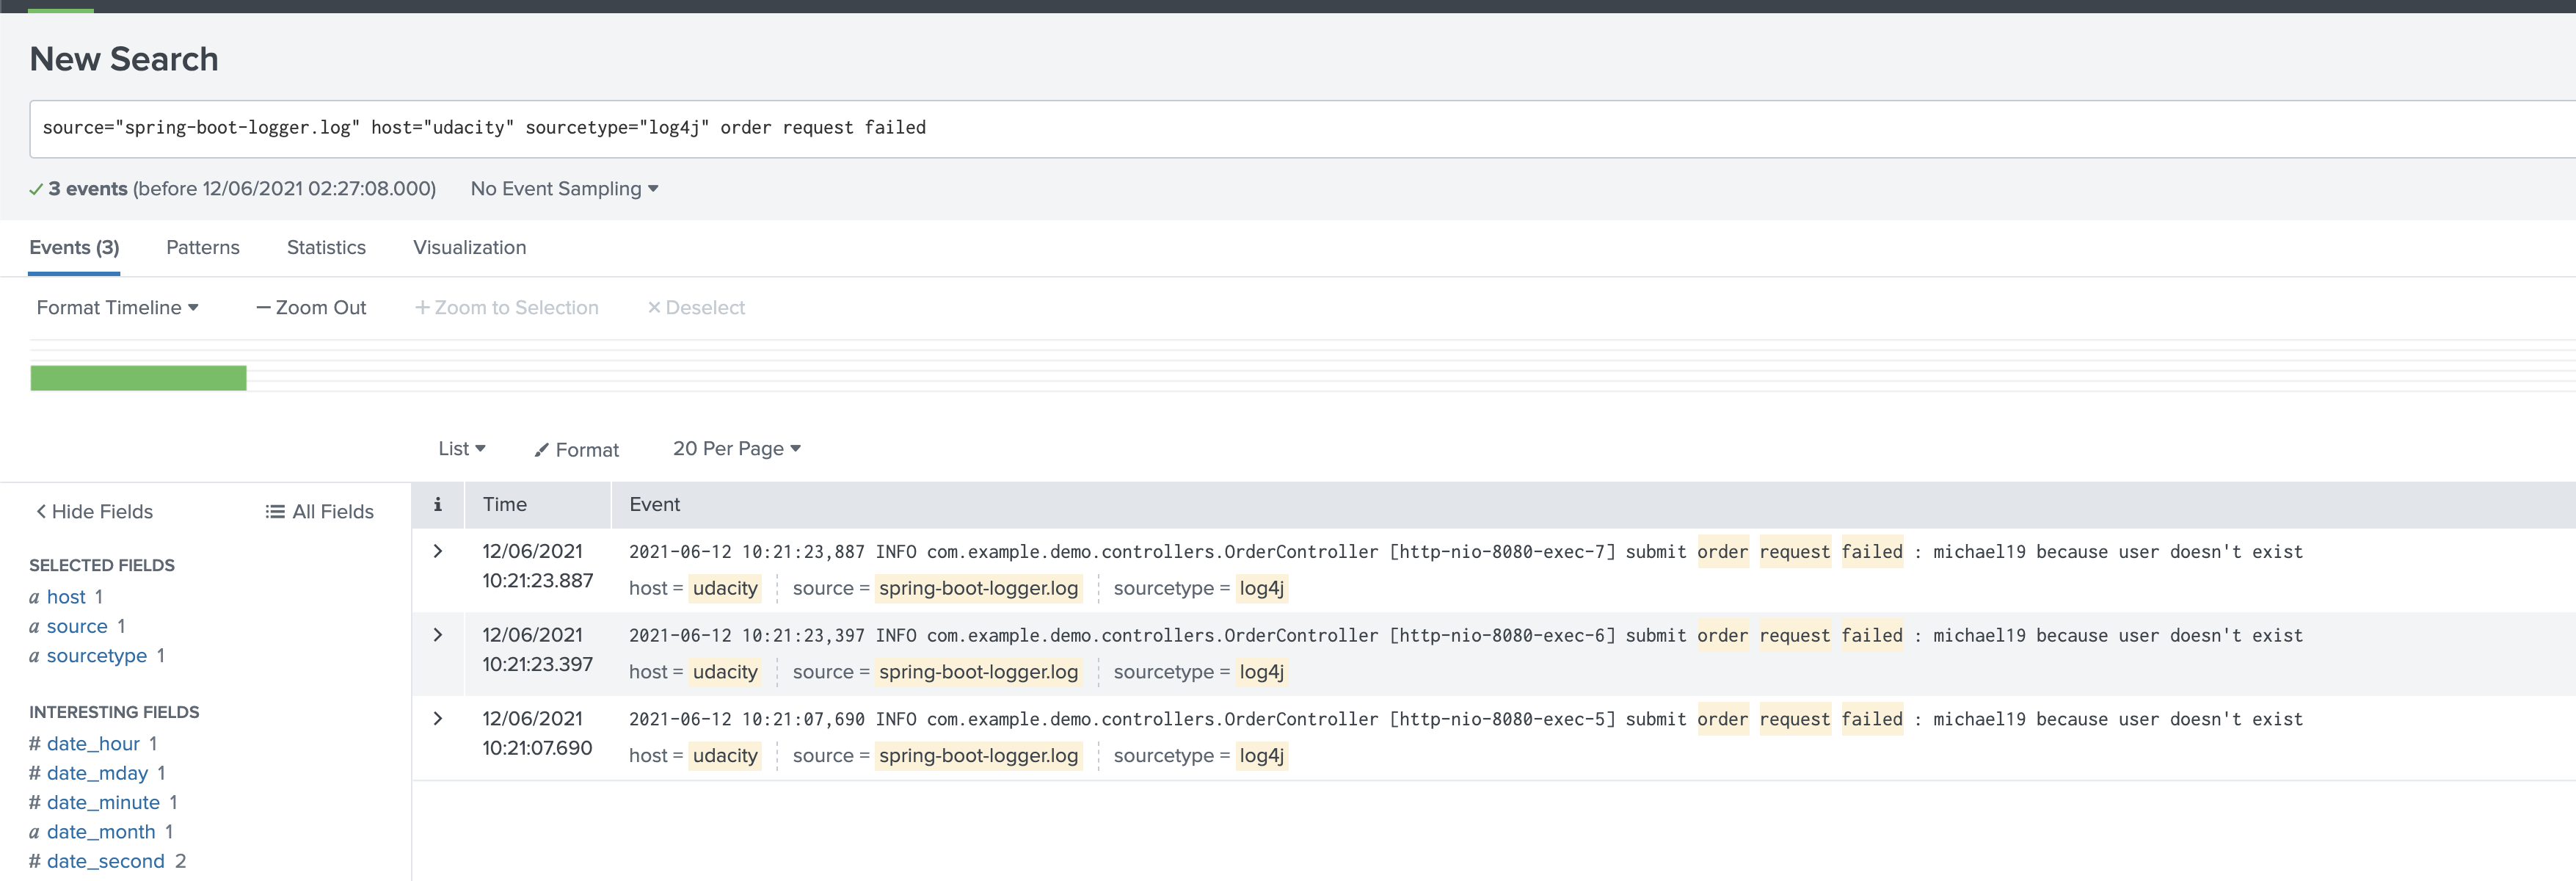 New Search
source="spring-boot-logger.log" host="udacity" sourcetype="log4j" order request failed
3 events (before 12/06/2021 02:27:08.000) No Event Sampling
Events (3) Patterns Statistics Visualization
Format Timeline — Zoom Out + Zoom to Selection × Deselect
List Format 20 Per Page
< Hide Fields All Fields
i Time Event
SELECTED FIELDS
a host 1
a source 1
a sourcetype 1
INTERESTING FIELDS
# date_hour 1
# date_mday 1
# date_minute 1
a date_month 1
# date_second 2
12/06/2021 10:21:23.887
2021-06-12 10:21:23,887 INFO com.example.demo.controllers.OrderController [http-nio-8080-exec-7] submit order request failed : michael19 because user doesn't exist
host = udacity source = spring-boot-logger.log sourcetype = log4j
12/06/2021 10:21:23.397
2021-06-12 10:21:23,397 INFO com.example.demo.controllers.OrderController [http-nio-8080-exec-6] submit order request failed : michael19 because user doesn't exist
host = udacity source = spring-boot-logger.log sourcetype = log4j
12/06/2021 10:21:07.690
2021-06-12 10:21:07,690 INFO com.example.demo.controllers.OrderController [http-nio-8080-exec-5] submit order request failed : michael19 because user doesn't exist
host = udacity source = spring-boot-logger.log sourcetype = log4j